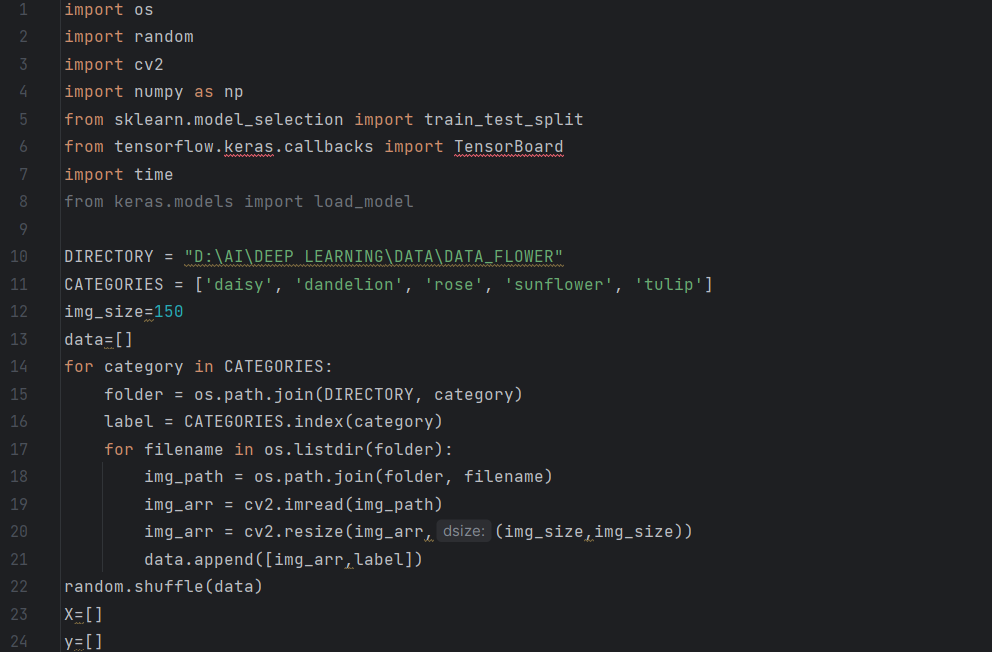 1 import os
2 import random
3 import cv2
4 import numpy as np
5 from sklearn.model_selection import train_test_split
6 from tensorflow.keras.callbacks import TensorBoard
7 import time
8 from keras.models import load_model
9
10 DIRECTORY = "D:\AI\DEEP LEARNING\DATA\DATA_FLOWER"
11 CATEGORIES = ['daisy', 'dandelion', 'rose', 'sunflower', 'tulip']
12 img_size=150
13 data=[]
14 for category in CATEGORIES:
15     folder = os.path.join(DIRECTORY, category)
16     label = CATEGORIES.index(category)
17     for filename in os.listdir(folder):
18         img_path = os.path.join(folder, filename)
19         img_arr = cv2.imread(img_path)
20         img_arr = cv2.resize(img_arr, dsize: (img_size,img_size))
21         data.append([img_arr,label])
22 random.shuffle(data)
23 X=[]
24 y=[]